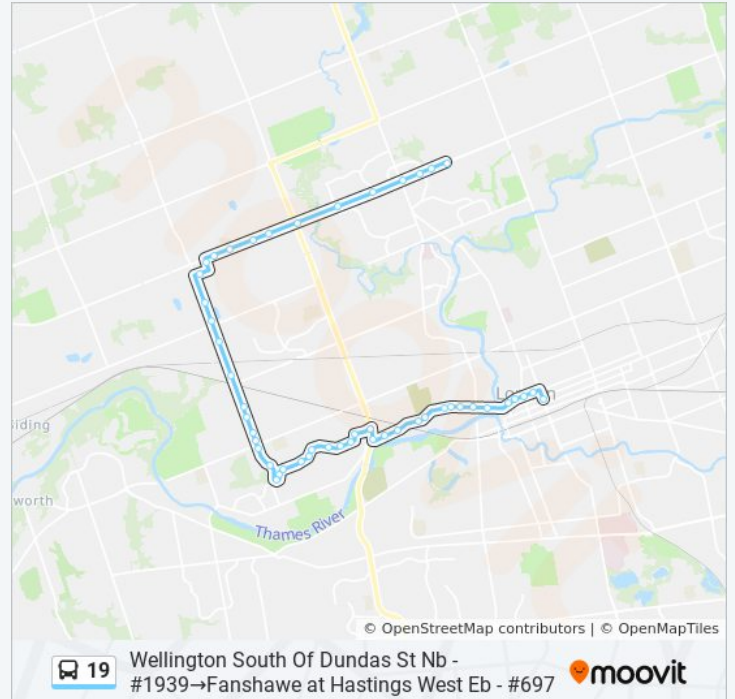 London
Siding
worth
Thames River
© OpenStreetMap contributors | © OpenMapTiles
19
Wellington South Of Dundas St Nb -
#1939→Fanshawe at Hastings West Eb - #697
moovit